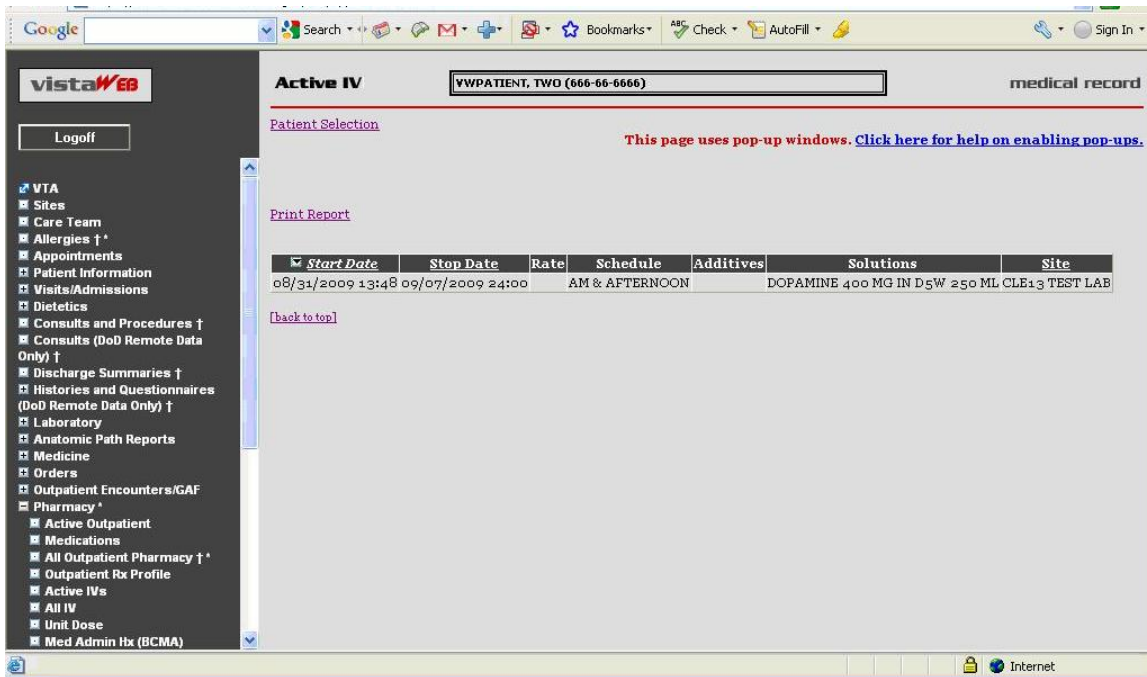 Google Search Bookmarks ABC Check AutoFill Sign In
vistaWEB
Logoff
VTA
Sites
Care Team
Allergies †*
Appointments
Patient Information
Visits/Admissions
Dietetics
Consults and Procedures †
Consults (DoD Remote Data
Only) †
Discharge Summaries †
Histories and Questionnaires
(DoD Remote Data Only) †
Laboratory
Anatomic Path Reports
Medicine
Orders
Outpatient Encounters/GAF
Pharmacy *
Active Outpatient
Medications
All Outpatient Pharmacy †*
Outpatient Rx Profile
Active IVs
All IV
Unit Dose
Med Admin Hx (BCMA)
Active IV VWPATIENT, TWO (666-66-6666) medical record
Patient Selection
This page uses pop-up windows. Click here for help on enabling pop-ups.
Print Report
Start Date Stop Date Rate Schedule Additives Solutions Site
08/31/2009 13:48 09/07/2009 24:00 AM & AFTERNOON DOPAMINE 400 MG IN D5W 250 ML CLE13 TEST LAB
[back to top]
Internet